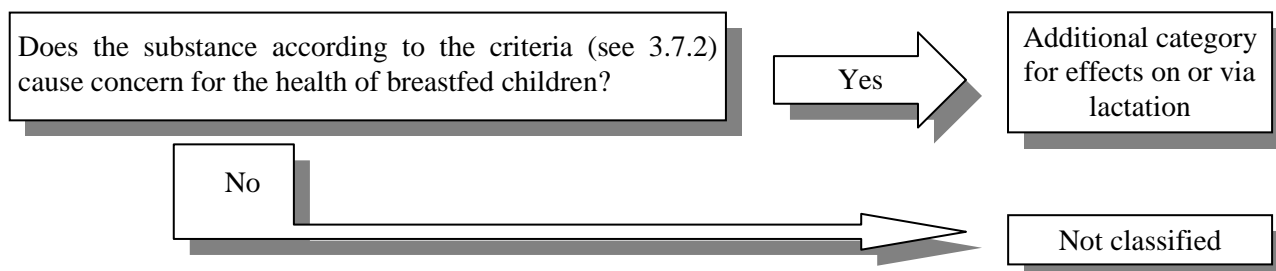 Does the substance according to the criteria (see 3.7.2)
cause concern for the health of breastfed children?
Yes
Additional category
for effects on or via
lactation
No
Not classified